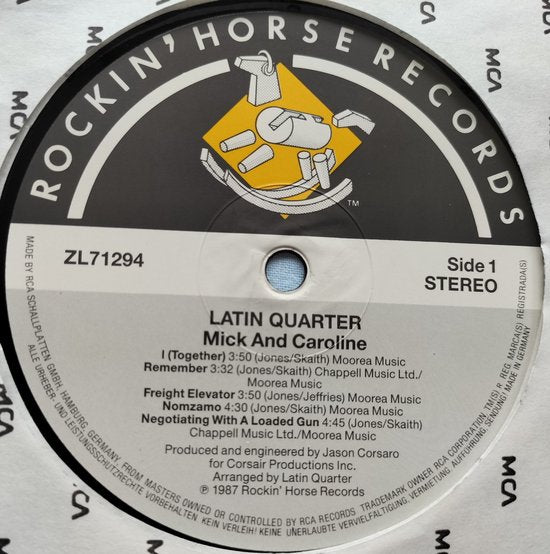 ROCKIN' HORSE RECORDS
TM
ZL71294
Side 1
STEREO
LATIN QUARTER
Mick And Caroline
I (Together) 3:50 (Jones/Skaith) Moorea Music
Remember 3:32 (Jones/Skaith) Chappell Music Ltd./
Moorea Music
Freight Elevator 3:50 (Jones/Jeffries) Moorea Music
Nomzamo 4:30 (Jones/Skaith) Moorea Music
Negotiating With A Loaded Gun 4:45 (Jones/Skaith)
Chappell Music Ltd./Moorea Music
Produced and engineered by Jason Corsaro
for Corsair Productions Inc.
Arranged by Latin Quarter
℗ 1987 Rockin' Horse Records
MADE BY RCA SCHALLPLATTEN GMBH, HAMBURG, GERMANY, FROM MASTERS OWNED OR CONTROLLED BY RCA RECORDS TRADEMARK OWNER RCA CORPORATION, TM(S) R REG. MARCA(S) REGISTRADA(S)
ALLE URHEBER- UND LEISTUNGSSCHUTZRECHTE VORBEHALTEN KEIN VERLEIH! KEINE UNERLAUBTE VERVIELFÄLTIGUNG, VERMIETUNG, AUFFÜHRUNG, SENDUNG! MADE IN GERMANY
MCA
MCA
MCA
MCA
MCA
MCA